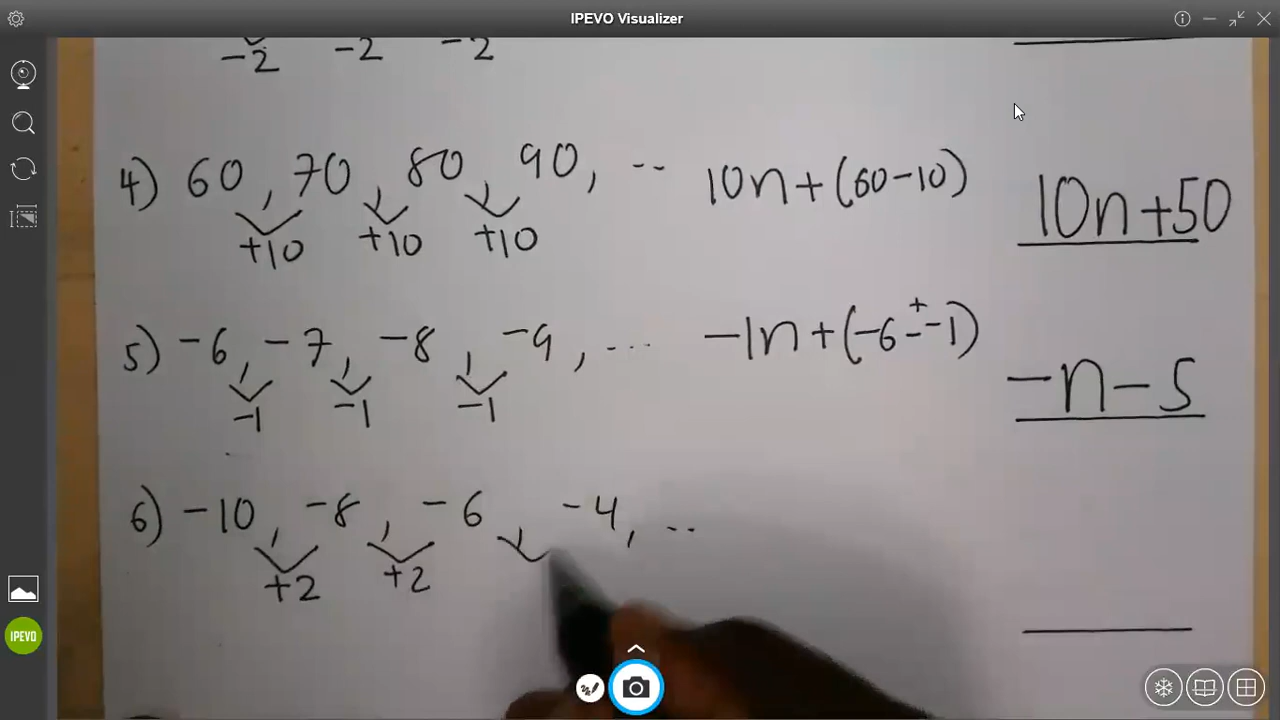 IPEVO Visualizer
-2 -2 -2
4) 60, 70, 80, 90, -- 10n+(60-10)
10n+50
+10 +10 +10
5) -6, -7, -8, -9, ... -1n+(-6 -+ -1)
-n-5
-1 -1 -1
6) -10, -8, -6, -4, ..
+2 +2
IPEVO